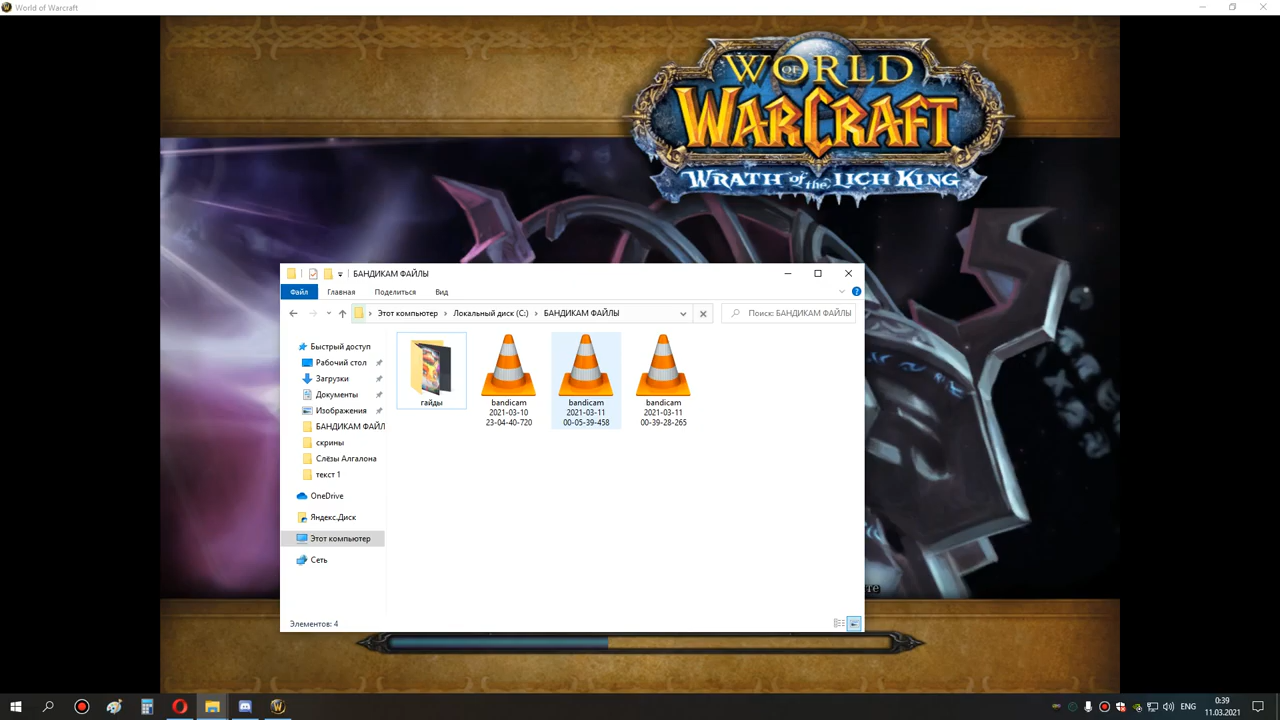 World of Warcraft
WORLD
OF
WARCRAFT
WRATH of the LICH KING
БАНДИКАМ ФАЙЛЫ
Файл Главная Поделиться Вид
Этот компьютер › Локальный диск (C:) › БАНДИКАМ ФАЙЛЫ
Поиск: БАНДИКАМ ФАЙЛЫ
Быстрый доступ
Рабочий стол
Загрузки
Документы
Изображения
БАНДИКАМ ФАЙЛ
скрины
Слёзы Алгалона
текст 1
OneDrive
Яндекс.Диск
Этот компьютер
Сеть
гайды
bandicam
2021-03-10
23-04-40-720
bandicam
2021-03-11
00-05-39-458
bandicam
2021-03-11
00-39-28-265
Элементов: 4
ENG
0:39
11.03.2021